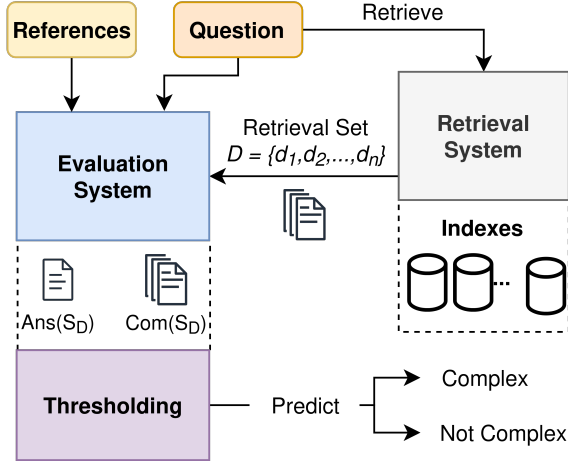 References
Question
Retrieve
Evaluation
System
Retrieval Set
D = {d1,d2,...,dn}
Retrieval
System
Indexes
...
Ans(SD)
Com(SD)
Thresholding
Predict
Complex
Not Complex